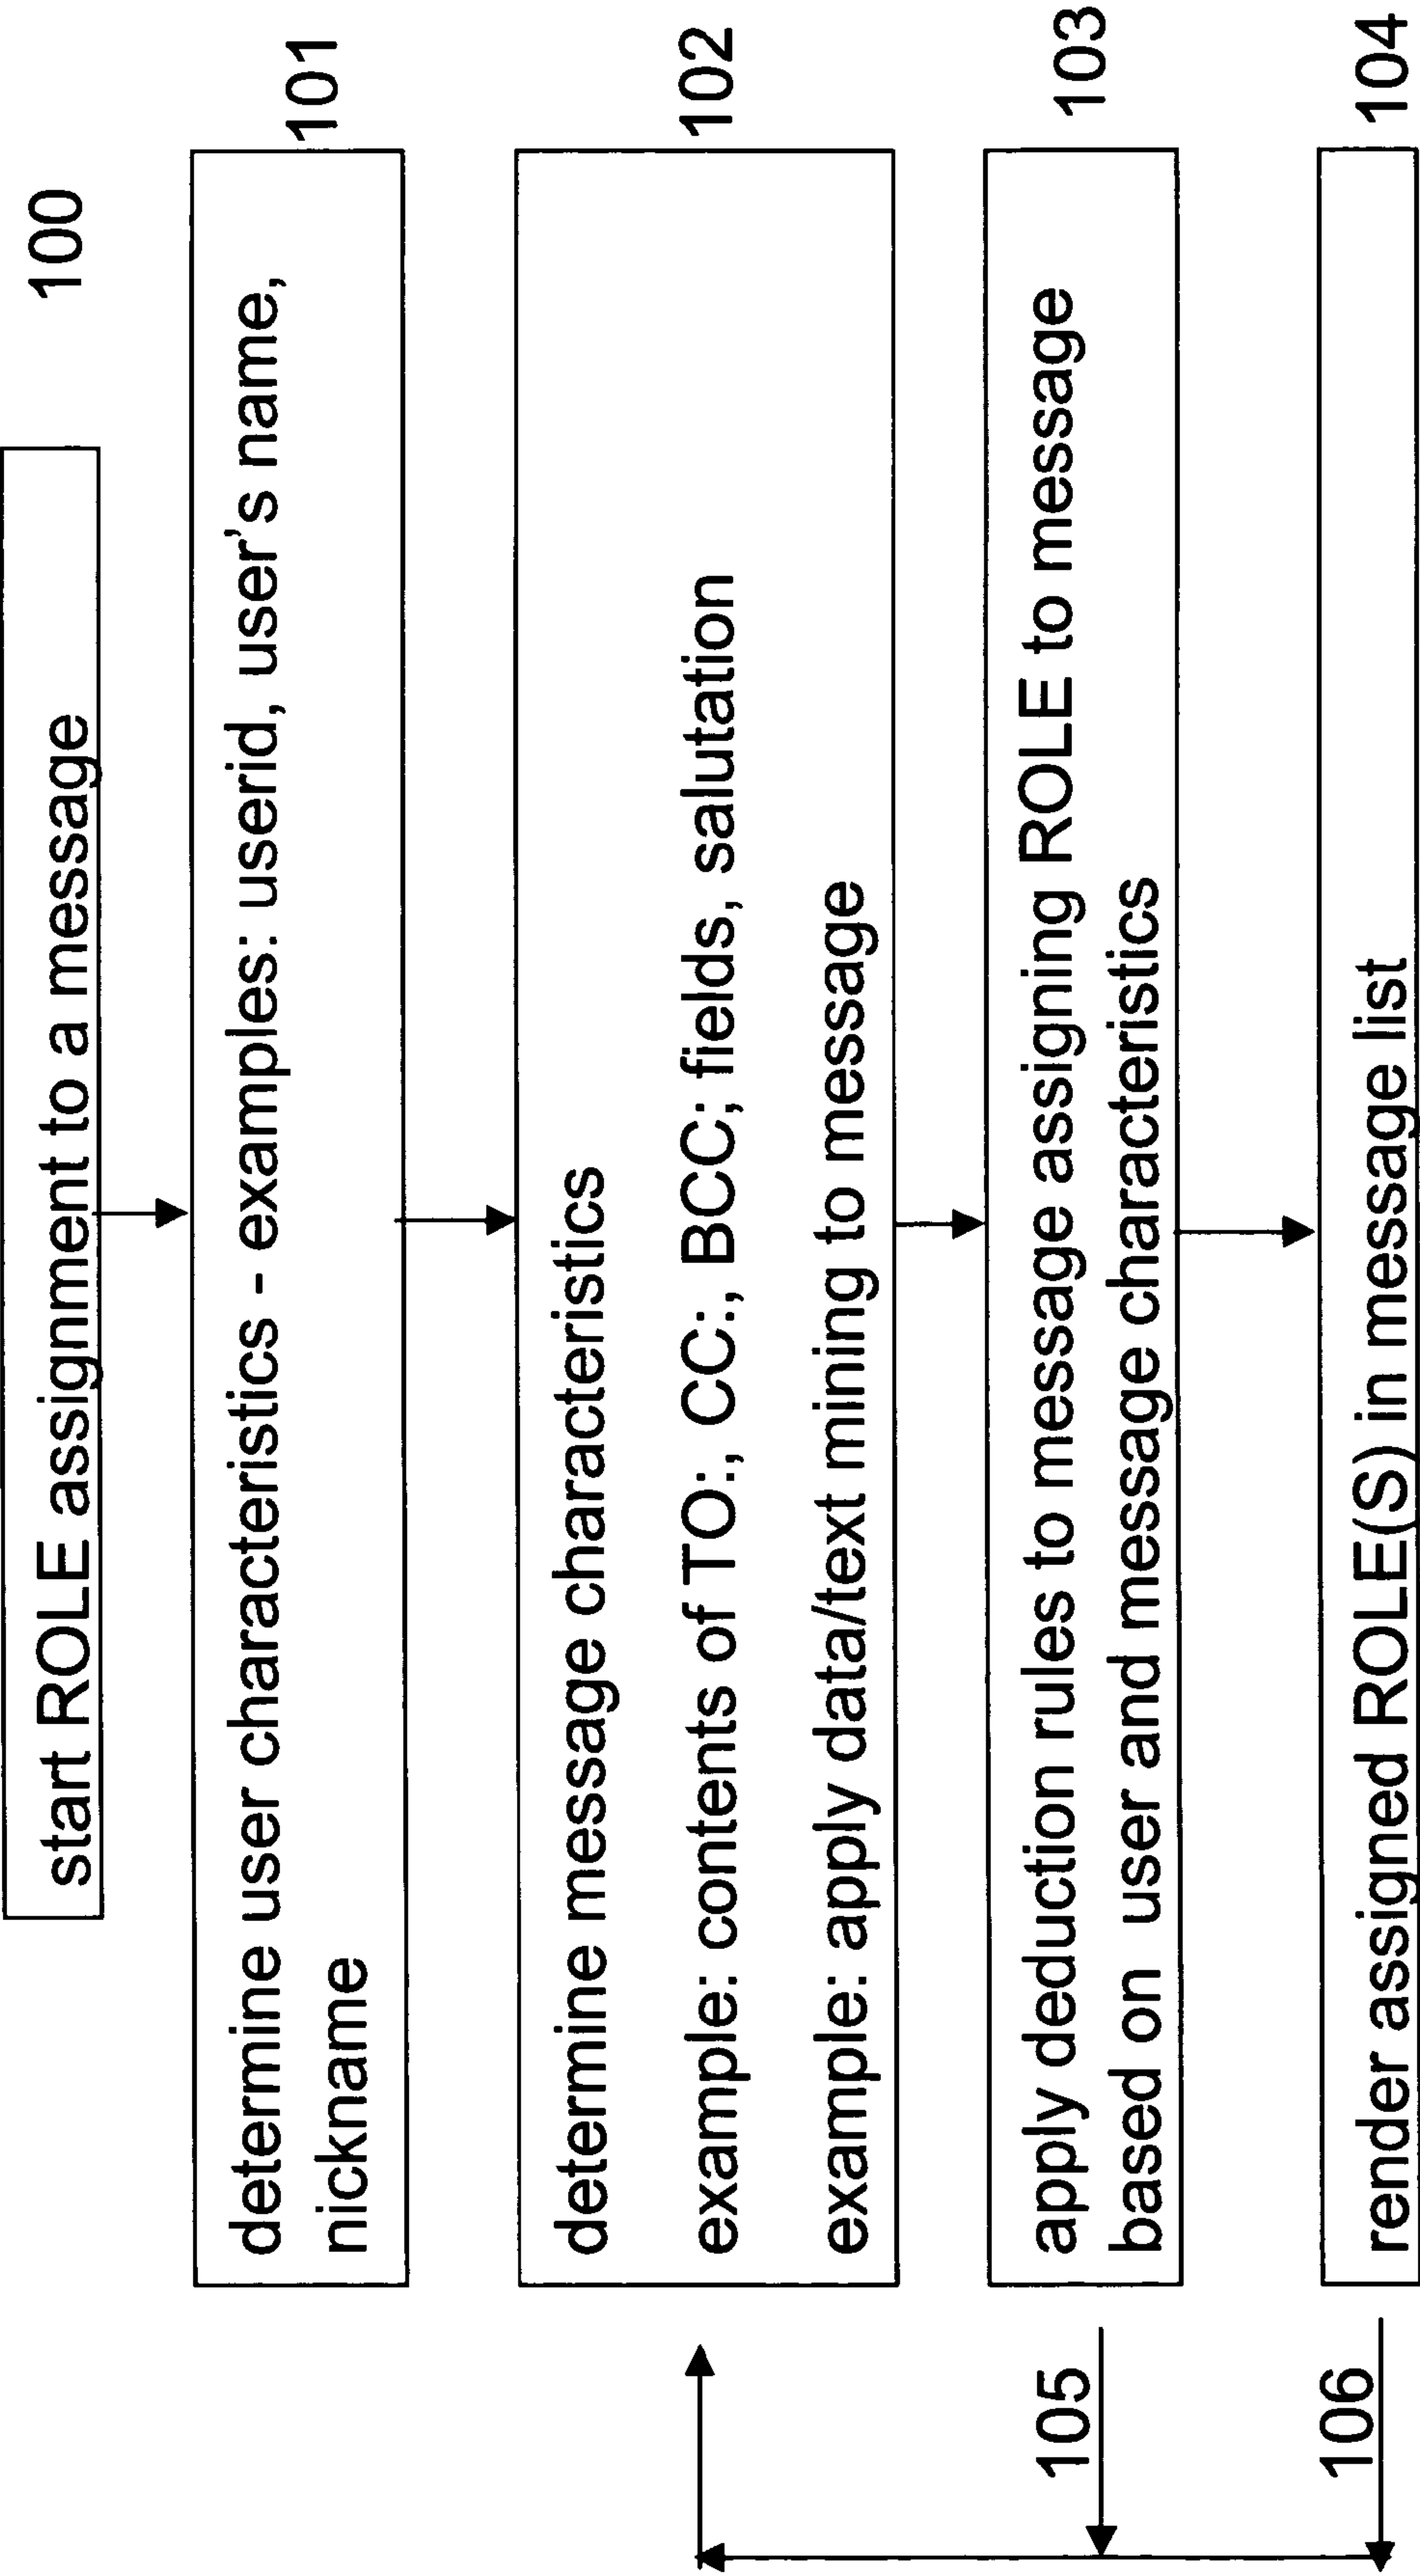 start ROLE assignment to a message
100
determine user characteristics - examples: userid, user's name,
nickname
101
determine message characteristics
example: contents of TO:, CC:, BCC; fields, salutation
example: apply data/text mining to message
102
apply deduction rules to message assigning ROLE to message
based on user and message characteristics
103
105
render assigned ROLE(S) in message list
104
106